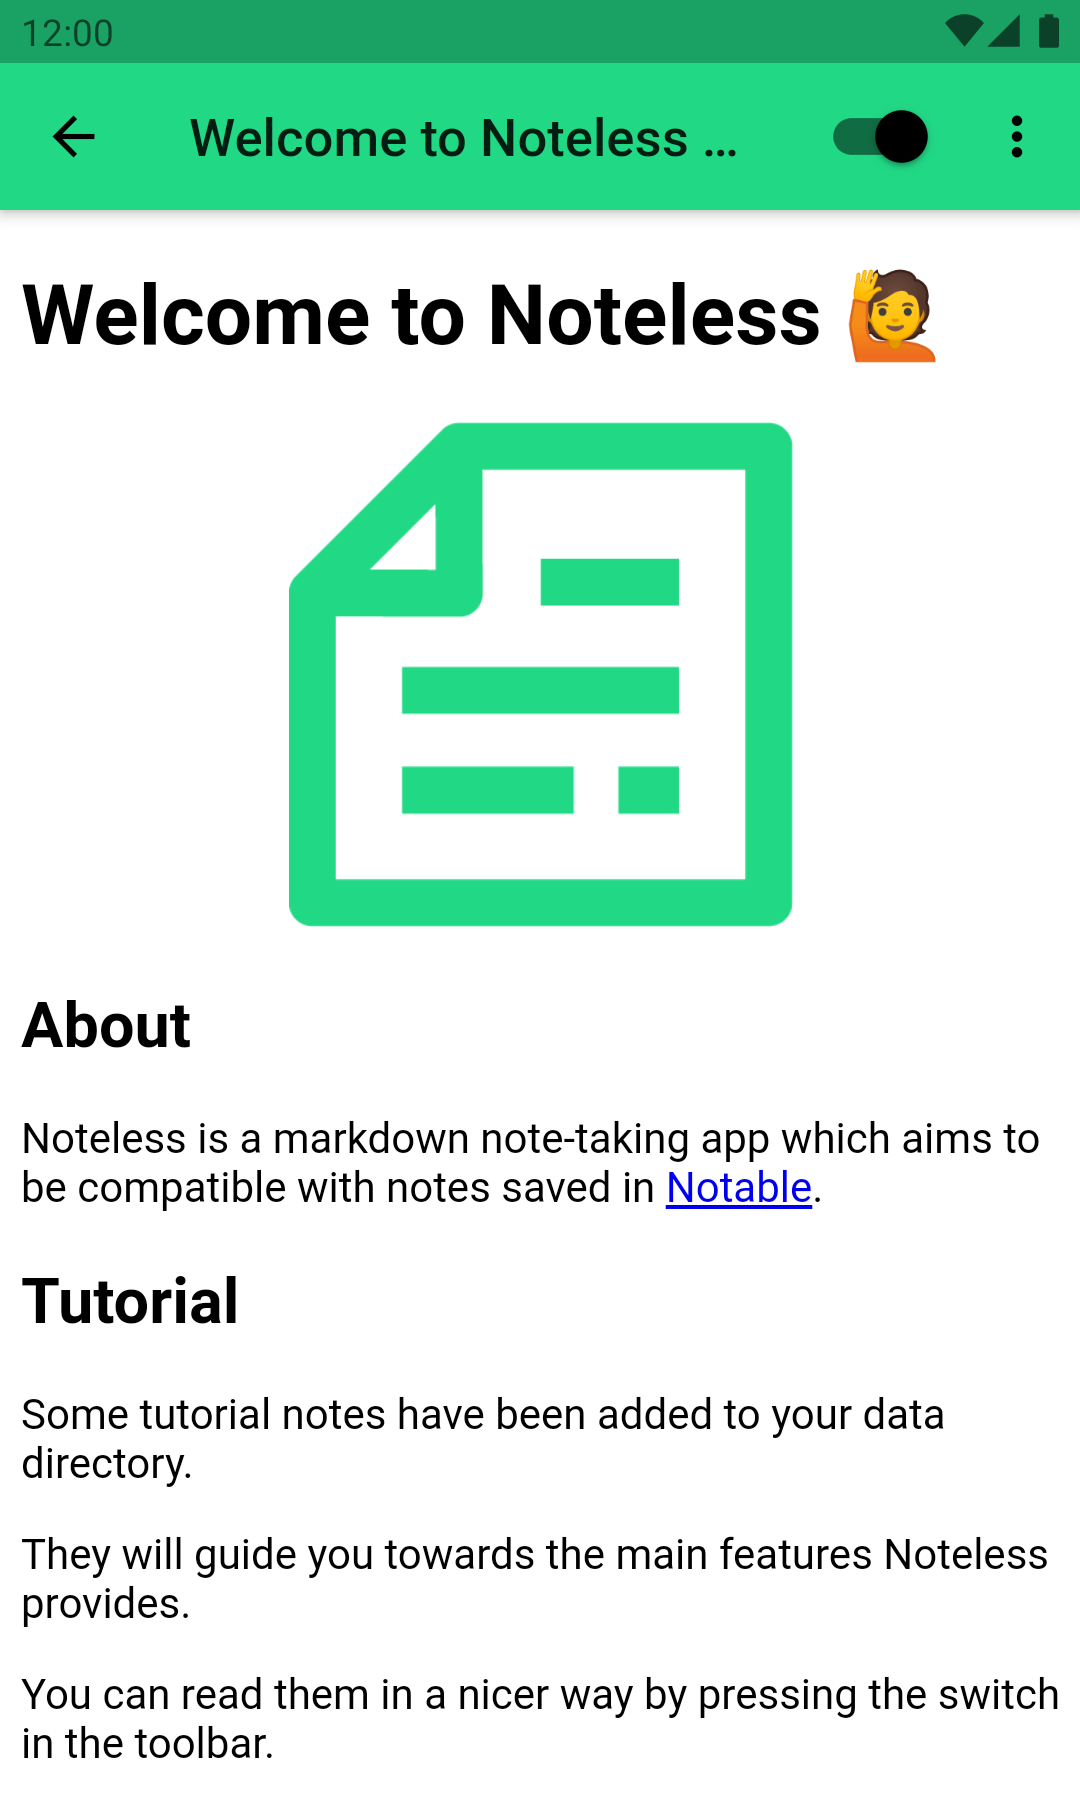 12:00
Welcome to Noteless ...
Welcome to Noteless 🙋
About
Noteless is a markdown note-taking app which aims to
be compatible with notes saved in Notable.
Tutorial
Some tutorial notes have been added to your data
directory.
They will guide you towards the main features Noteless
provides.
You can read them in a nicer way by pressing the switch
in the toolbar.